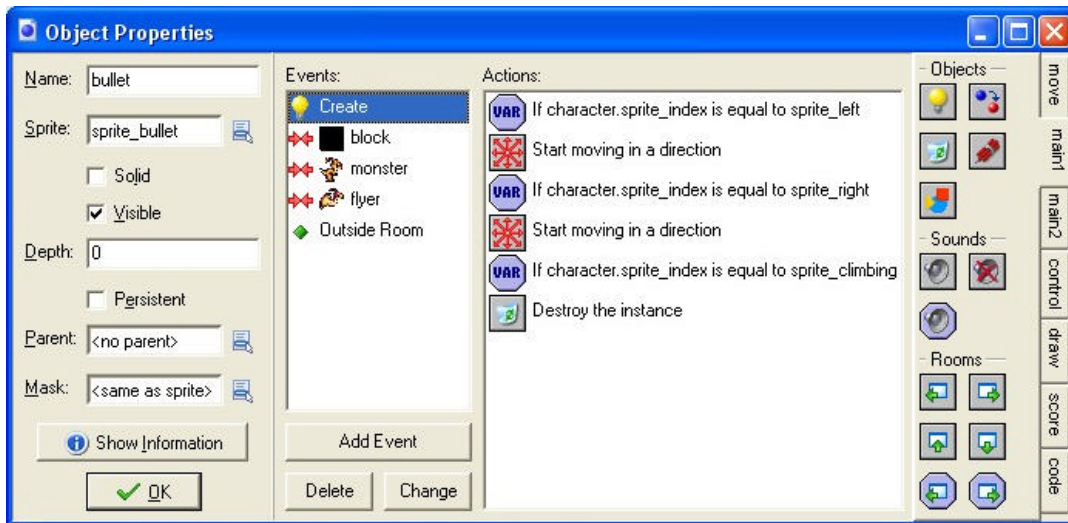 Object Properties
Name: bullet
Sprite: sprite_bullet
Solid
Visible
Depth: 0
Persistent
Parent: <no parent>
Mask: <same as sprite>
Show Information
OK
Events:
Create
block
monster
flyer
Outside Room
Add Event
Delete Change
Actions:
VAR If character.sprite_index is equal to sprite_left
Start moving in a direction
VAR If character.sprite_index is equal to sprite_right
Start moving in a direction
VAR If character.sprite_index is equal to sprite_climbing
Destroy the instance
Objects
Sounds
Rooms
move
main1
main2
control
draw
score
code